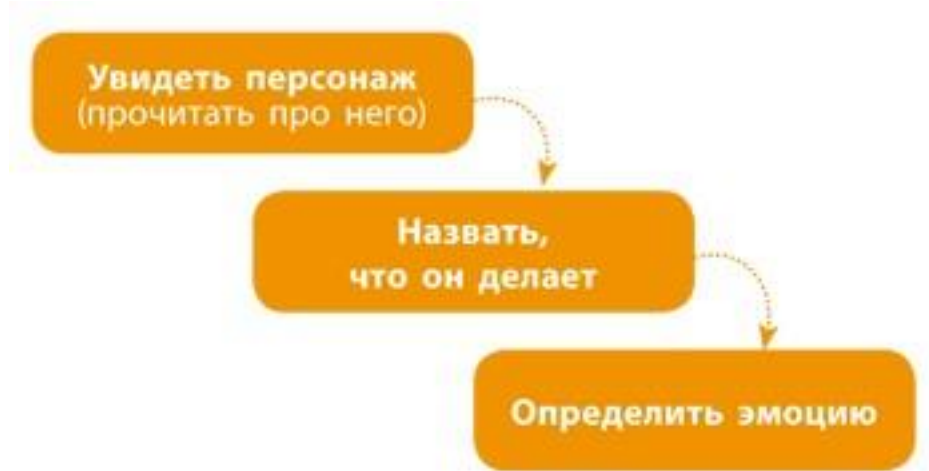 Увидеть персонаж
(прочитать про него)
Назвать,
что он делает
Определить эмоцию